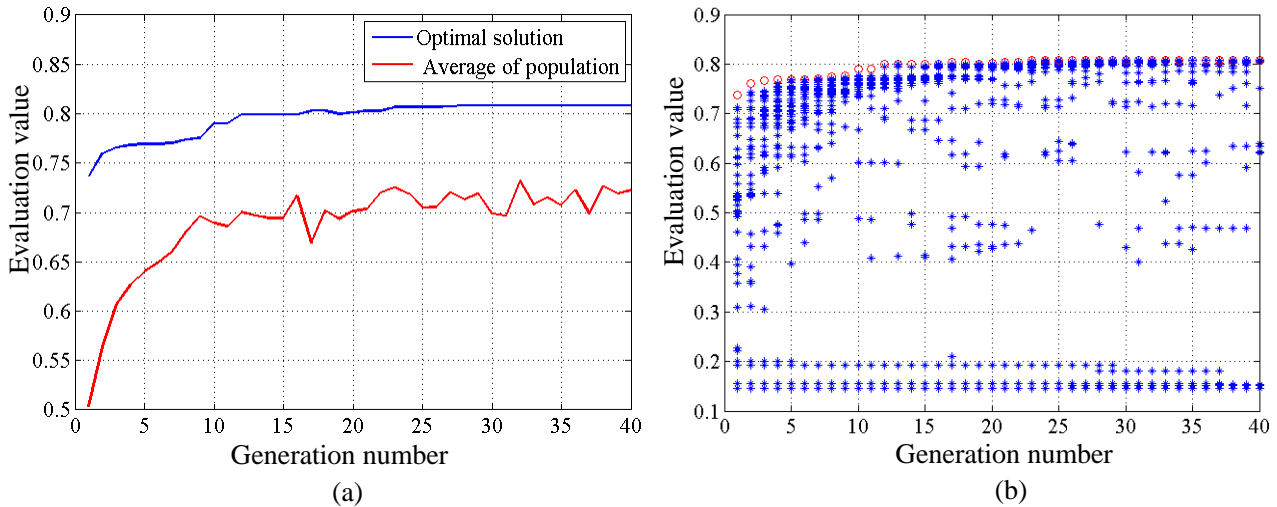 0.9
0.85
0.8
0.75
0.7
0.65
0.6
0.55
0.5
Evaluation value
Optimal solution
Average of population
0 5 10 15 20 25 30 35 40
Generation number
(a)
0.9
0.8
0.7
0.6
0.5
0.4
0.3
0.2
0.1
Evaluation value
0 5 10 15 20 25 30 35 40
Generation number
(b)